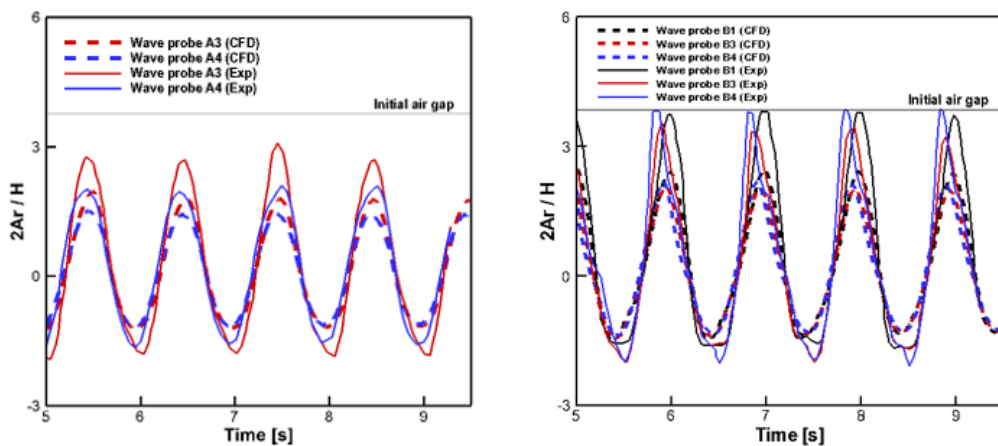 6
Wave probe A3 (CFD)
Wave probe A4 (CFD)
Wave probe A3 (Exp)
Wave probe A4 (Exp)
Initial air gap
3
2Ar / H
0
-3
5 6 7 8 9
Time [s]
6
Wave probe B1 (CFD)
Wave probe B3 (CFD)
Wave probe B4 (CFD)
Wave probe B1 (Exp)
Wave probe B3 (Exp)
Wave probe B4 (Exp)
Initial air gap
3
2Ar / H
0
-3
5 6 7 8 9
Time [s]